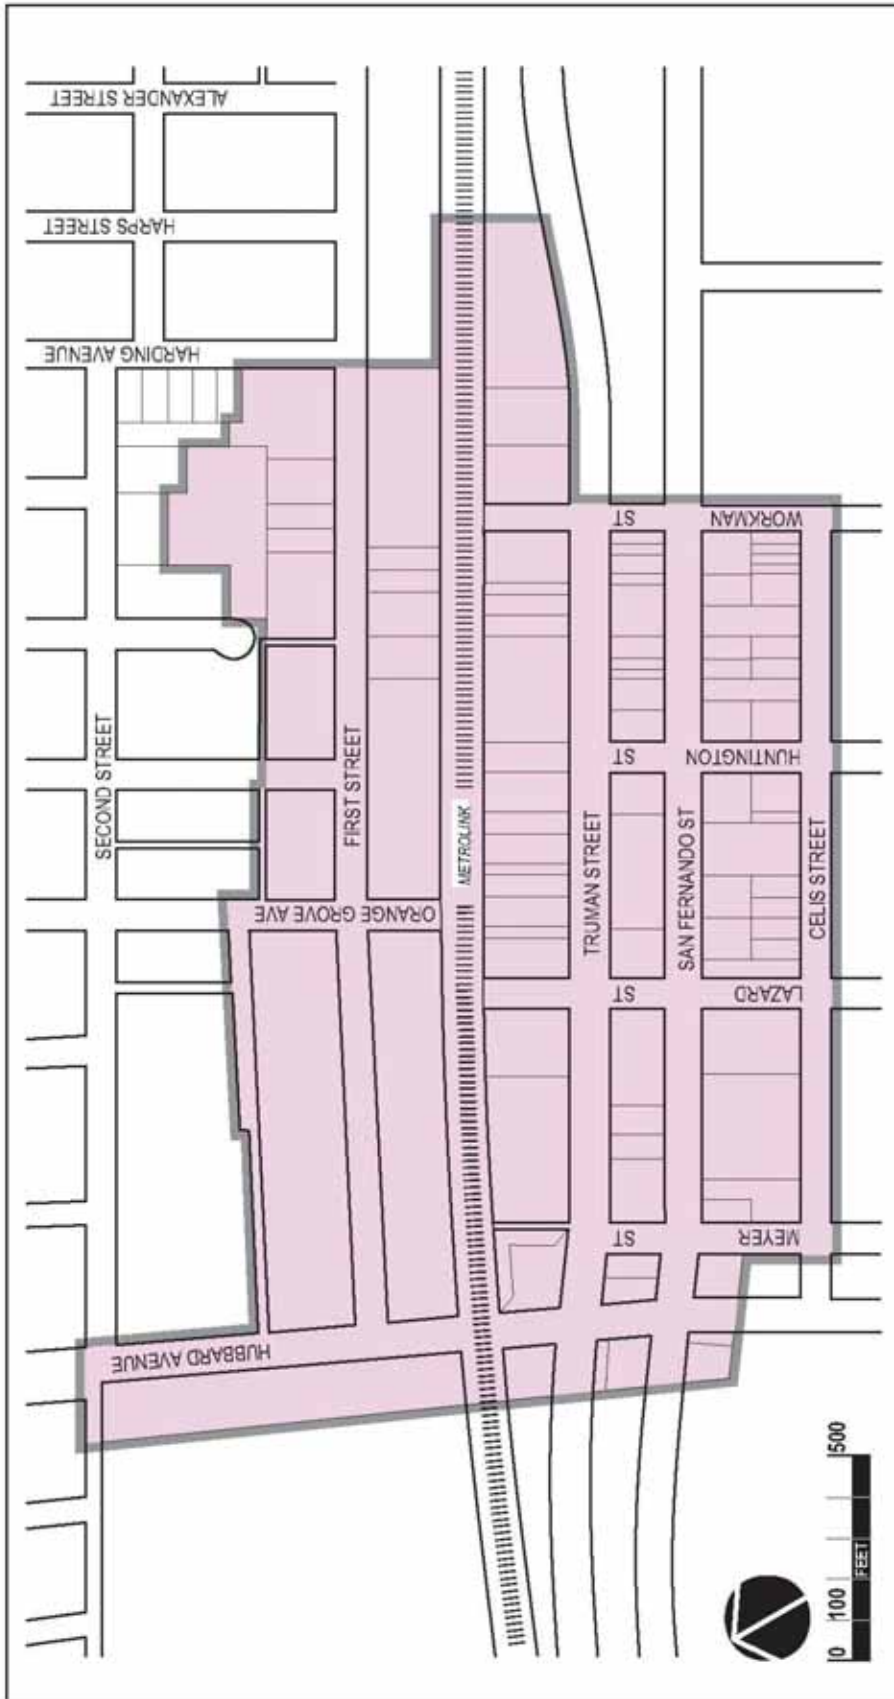 ALEXANDER STREET
HARPS STREET
HARDING AVENUE
SECOND STREET
FIRST STREET
METROLINK
ORANGE GROVE AVE
TRUMAN STREET
SAN FERNANDO ST
CELIS STREET
WORKMAN ST
HUNTINGTON ST
LAZARD ST
MEYER ST
HUBBARD AVENUE
0 100 500
FEET